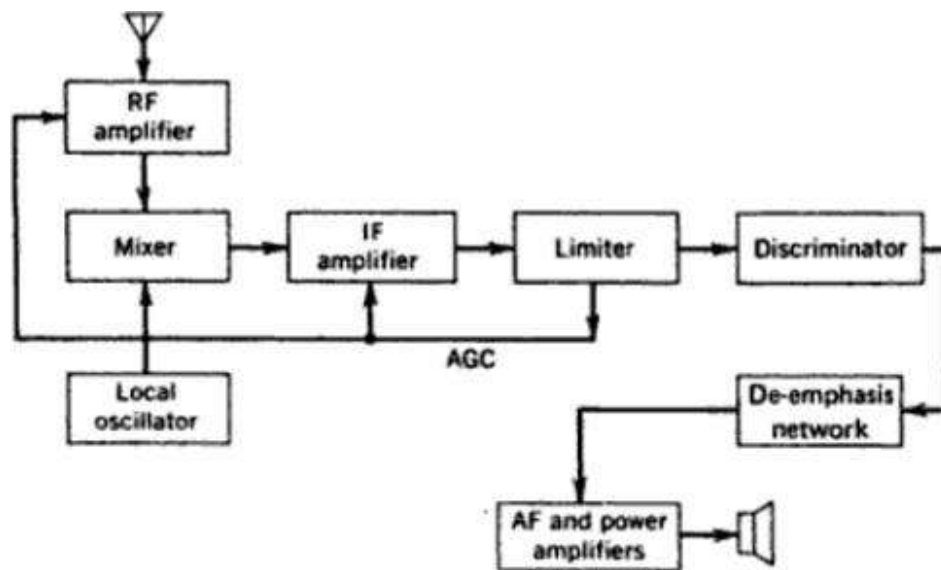 RF
amplifier
Mixer
IF
amplifier
Limiter
Discriminator
AGC
Local
oscillator
De-emphasis
network
AF and power
amplifiers